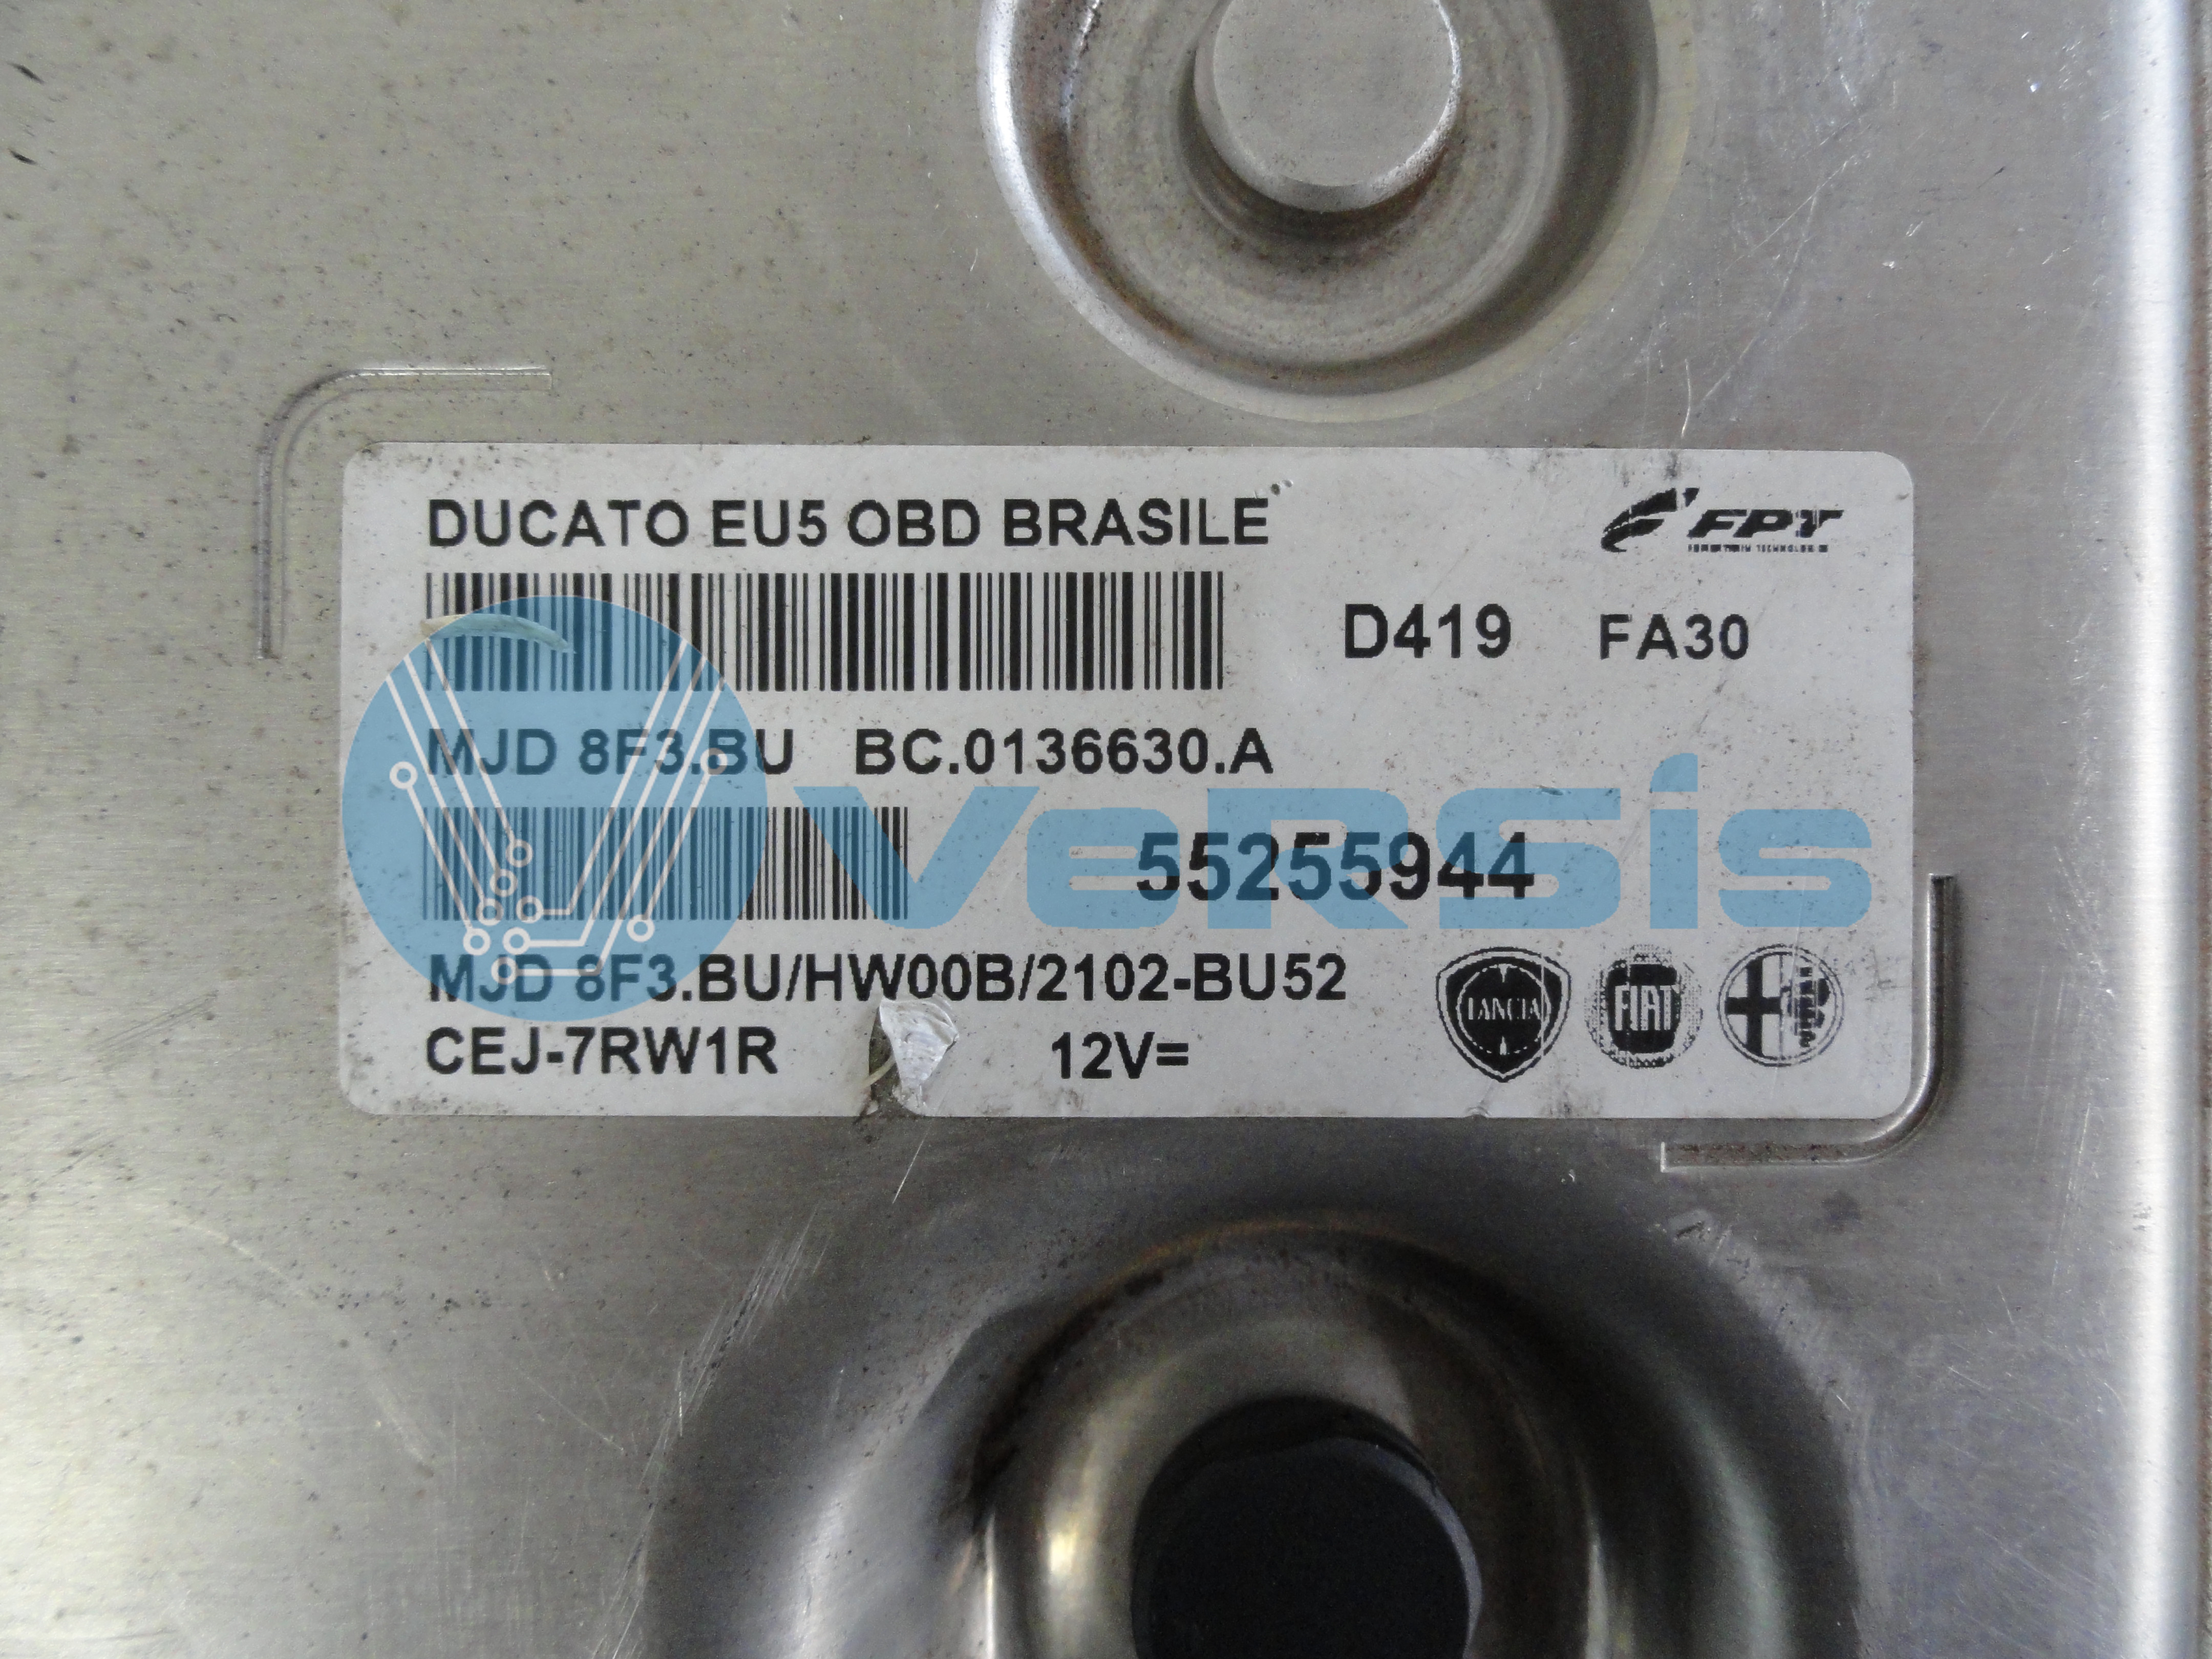 DUCATO EU5 OBD BRASILE
FPT
D419 FA30
MJD 8F3.BU BC.0136630.A
VeRSis
55255944
MJD 8F3.BU/HW00B/2102-BU52
LANCIA
FIAT
CEJ-7RW1R 12V=